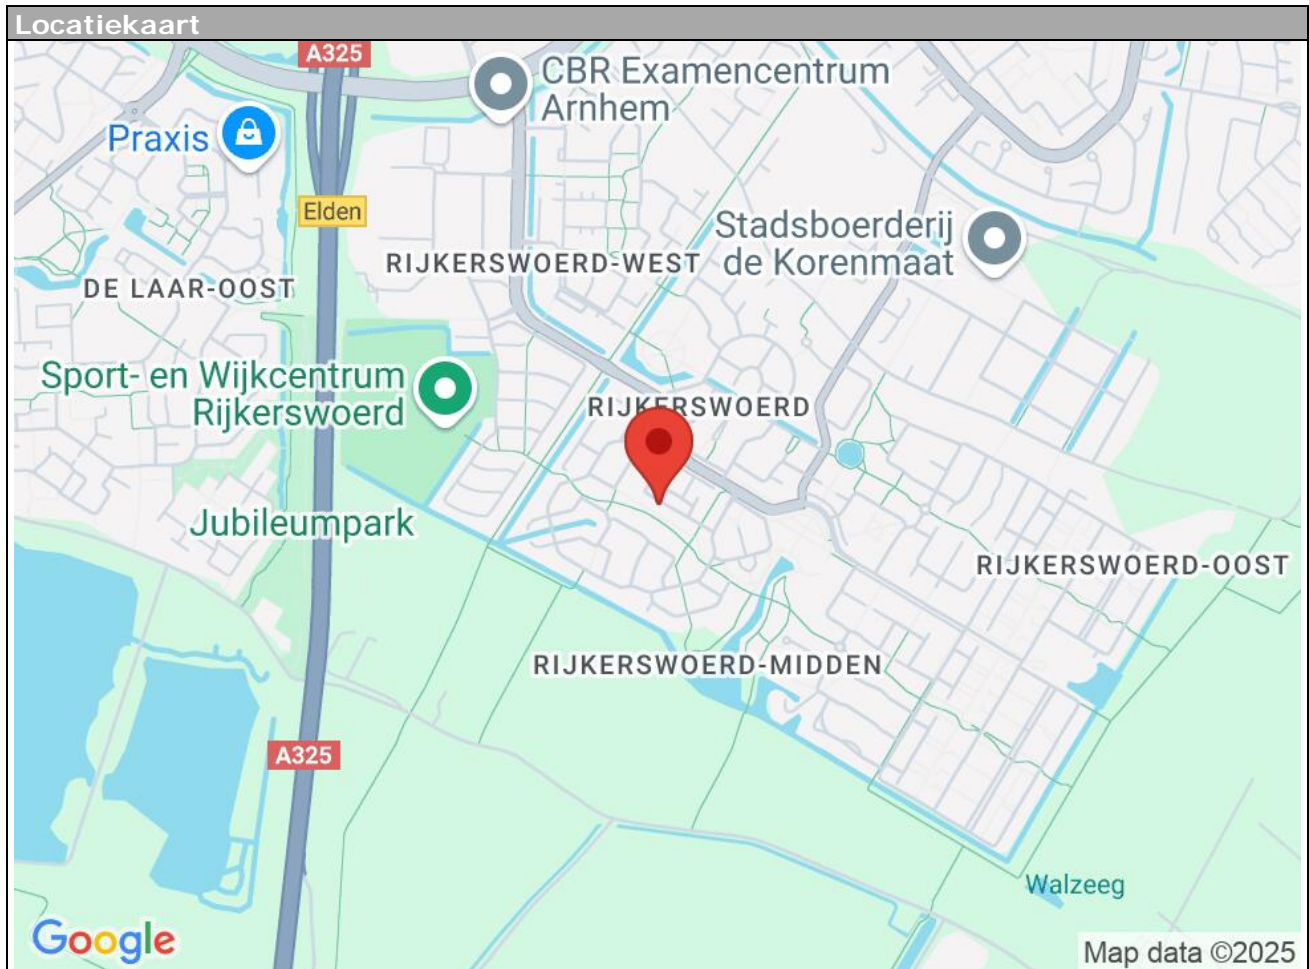 Locatiekaart
A325
CBR Examencentrum
Arnhem
Praxis
Elden
Stadsboerderij
de Korenmaat
RIJKERSWOERD-WEST
DE LAAR-OOST
Sport- en Wijkcentrum
Rijkerswoerd
RIJKERSWOERD
Jubileumpark
RIJKERSWOERD-OOST
RIJKERSWOERD-MIDDEN
A325
Walzeeg
Google
Map data ©2025